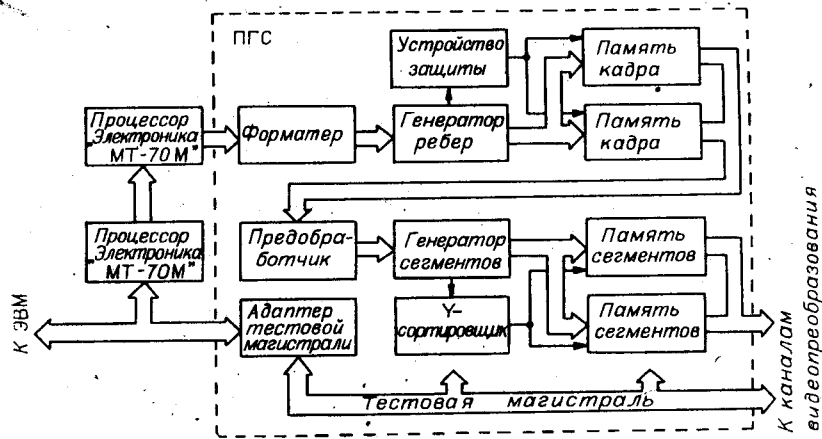 ПГС
Устройство
защиты
Память
кадра
Процессор
„Электроника
МТ-70М"
Форматер
Генератор
ребер
Память
кадра
Процессор
„Электроника
МТ-70М"
Предобра-
ботчик
Генератор
сегментов
Память
сегментов
К ЭВМ
Адаптер
тестовой
магистрали
Y-
сортировщик
Память
сегментов
Тестовая магистраль
К каналам
видеопреобразования